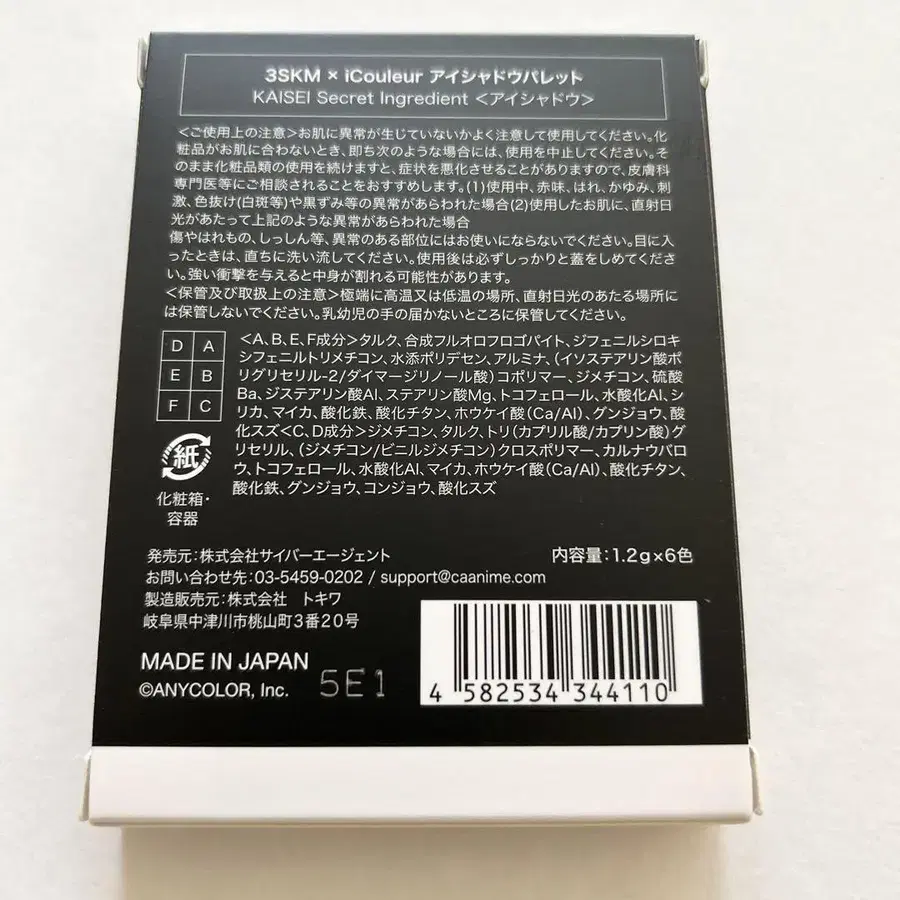 3SKM × iCouleur アイシャドウパレット
KAISEI Secret Ingredient <アイシャドウ>
<ご使用上の注意>お肌に異常が生じていないかよく注意して使用してください。化
粧品がお肌に合わないとき、即ち次のような場合には、使用を中止してください。そ
のまま化粧品類の使用を続けますと、症状を悪化させることがありますので、皮膚科
専門医等にご相談されることをおすすめします。(1)使用中、赤味、はれ、かゆみ、刺
激、色抜け(白斑等)や黒ずみ等の異常があらわれた場合(2)使用したお肌に、直射日
光があたって上記のような異常があらわれた場合
傷やはれもの、しっしん等、異常のある部位にはお使いにならないでください。目に入
ったときは、直ちに洗い流してください。使用後は必ずしっかりと蓋をしめてくださ
い。強い衝撃を与えると中身が割れる可能性があります。
<保管及び取扱上の注意>極端に高温又は低温の場所、直射日光のあたる場所に
は保管しないでください。乳幼児の手の届かないところに保管してください。
D A
E B
F C
<A、B、E、F成分>タルク、合成フルオロフロゴパイト、ジフェニルシロキ
シフェニルトリメチコン、水添ポリデセン、アルミナ、(イソステアリン酸ポ
リグリセリル-2/ダイマージリノール酸)コポリマー、ジメチコン、硫酸
Ba、ジステアリン酸Al、ステアリン酸Mg、トコフェロール、水酸化Al、シ
リカ、マイカ、酸化鉄、酸化チタン、ホウケイ酸(Ca/Al)、グンジョウ、酸
化スズ<C、D成分>ジメチコン、タルク、トリ(カプリル酸/カプリン酸)グ
リセリル、(ジメチコン/ビニルジメチコン)クロスポリマー、カルナウバロ
ウ、トコフェロール、水酸化Al、マイカ、ホウケイ酸(Ca/Al)、酸化チタン、
酸化鉄、グンジョウ、コンジョウ、酸化スズ
紙
化粧箱・
容器
発売元:株式会社サイバーエージェント
内容量:1.2g×6色
お問い合わせ先:03-5459-0202 / support@caanime.com
製造販売元:株式会社 トキワ
岐阜県中津川市桃山町3番20号
MADE IN JAPAN
©ANYCOLOR, Inc.
5E1
4 582534 344110